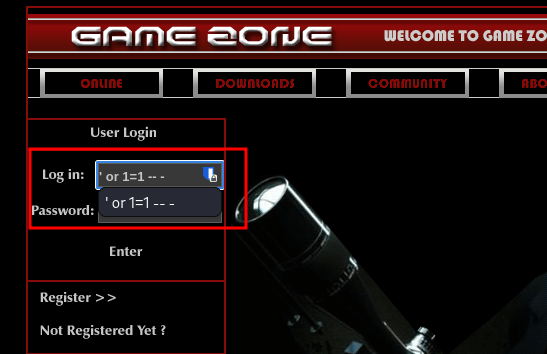 GAME ZONE
WELCOME TO GAME ZO
ONLINE
DOWNLOADS
COMMUNITY
ABO
User Login
Log in:
' or 1=1 -- -
' or 1=1 -- -
Password:
Enter
Register >>
Not Registered Yet ?